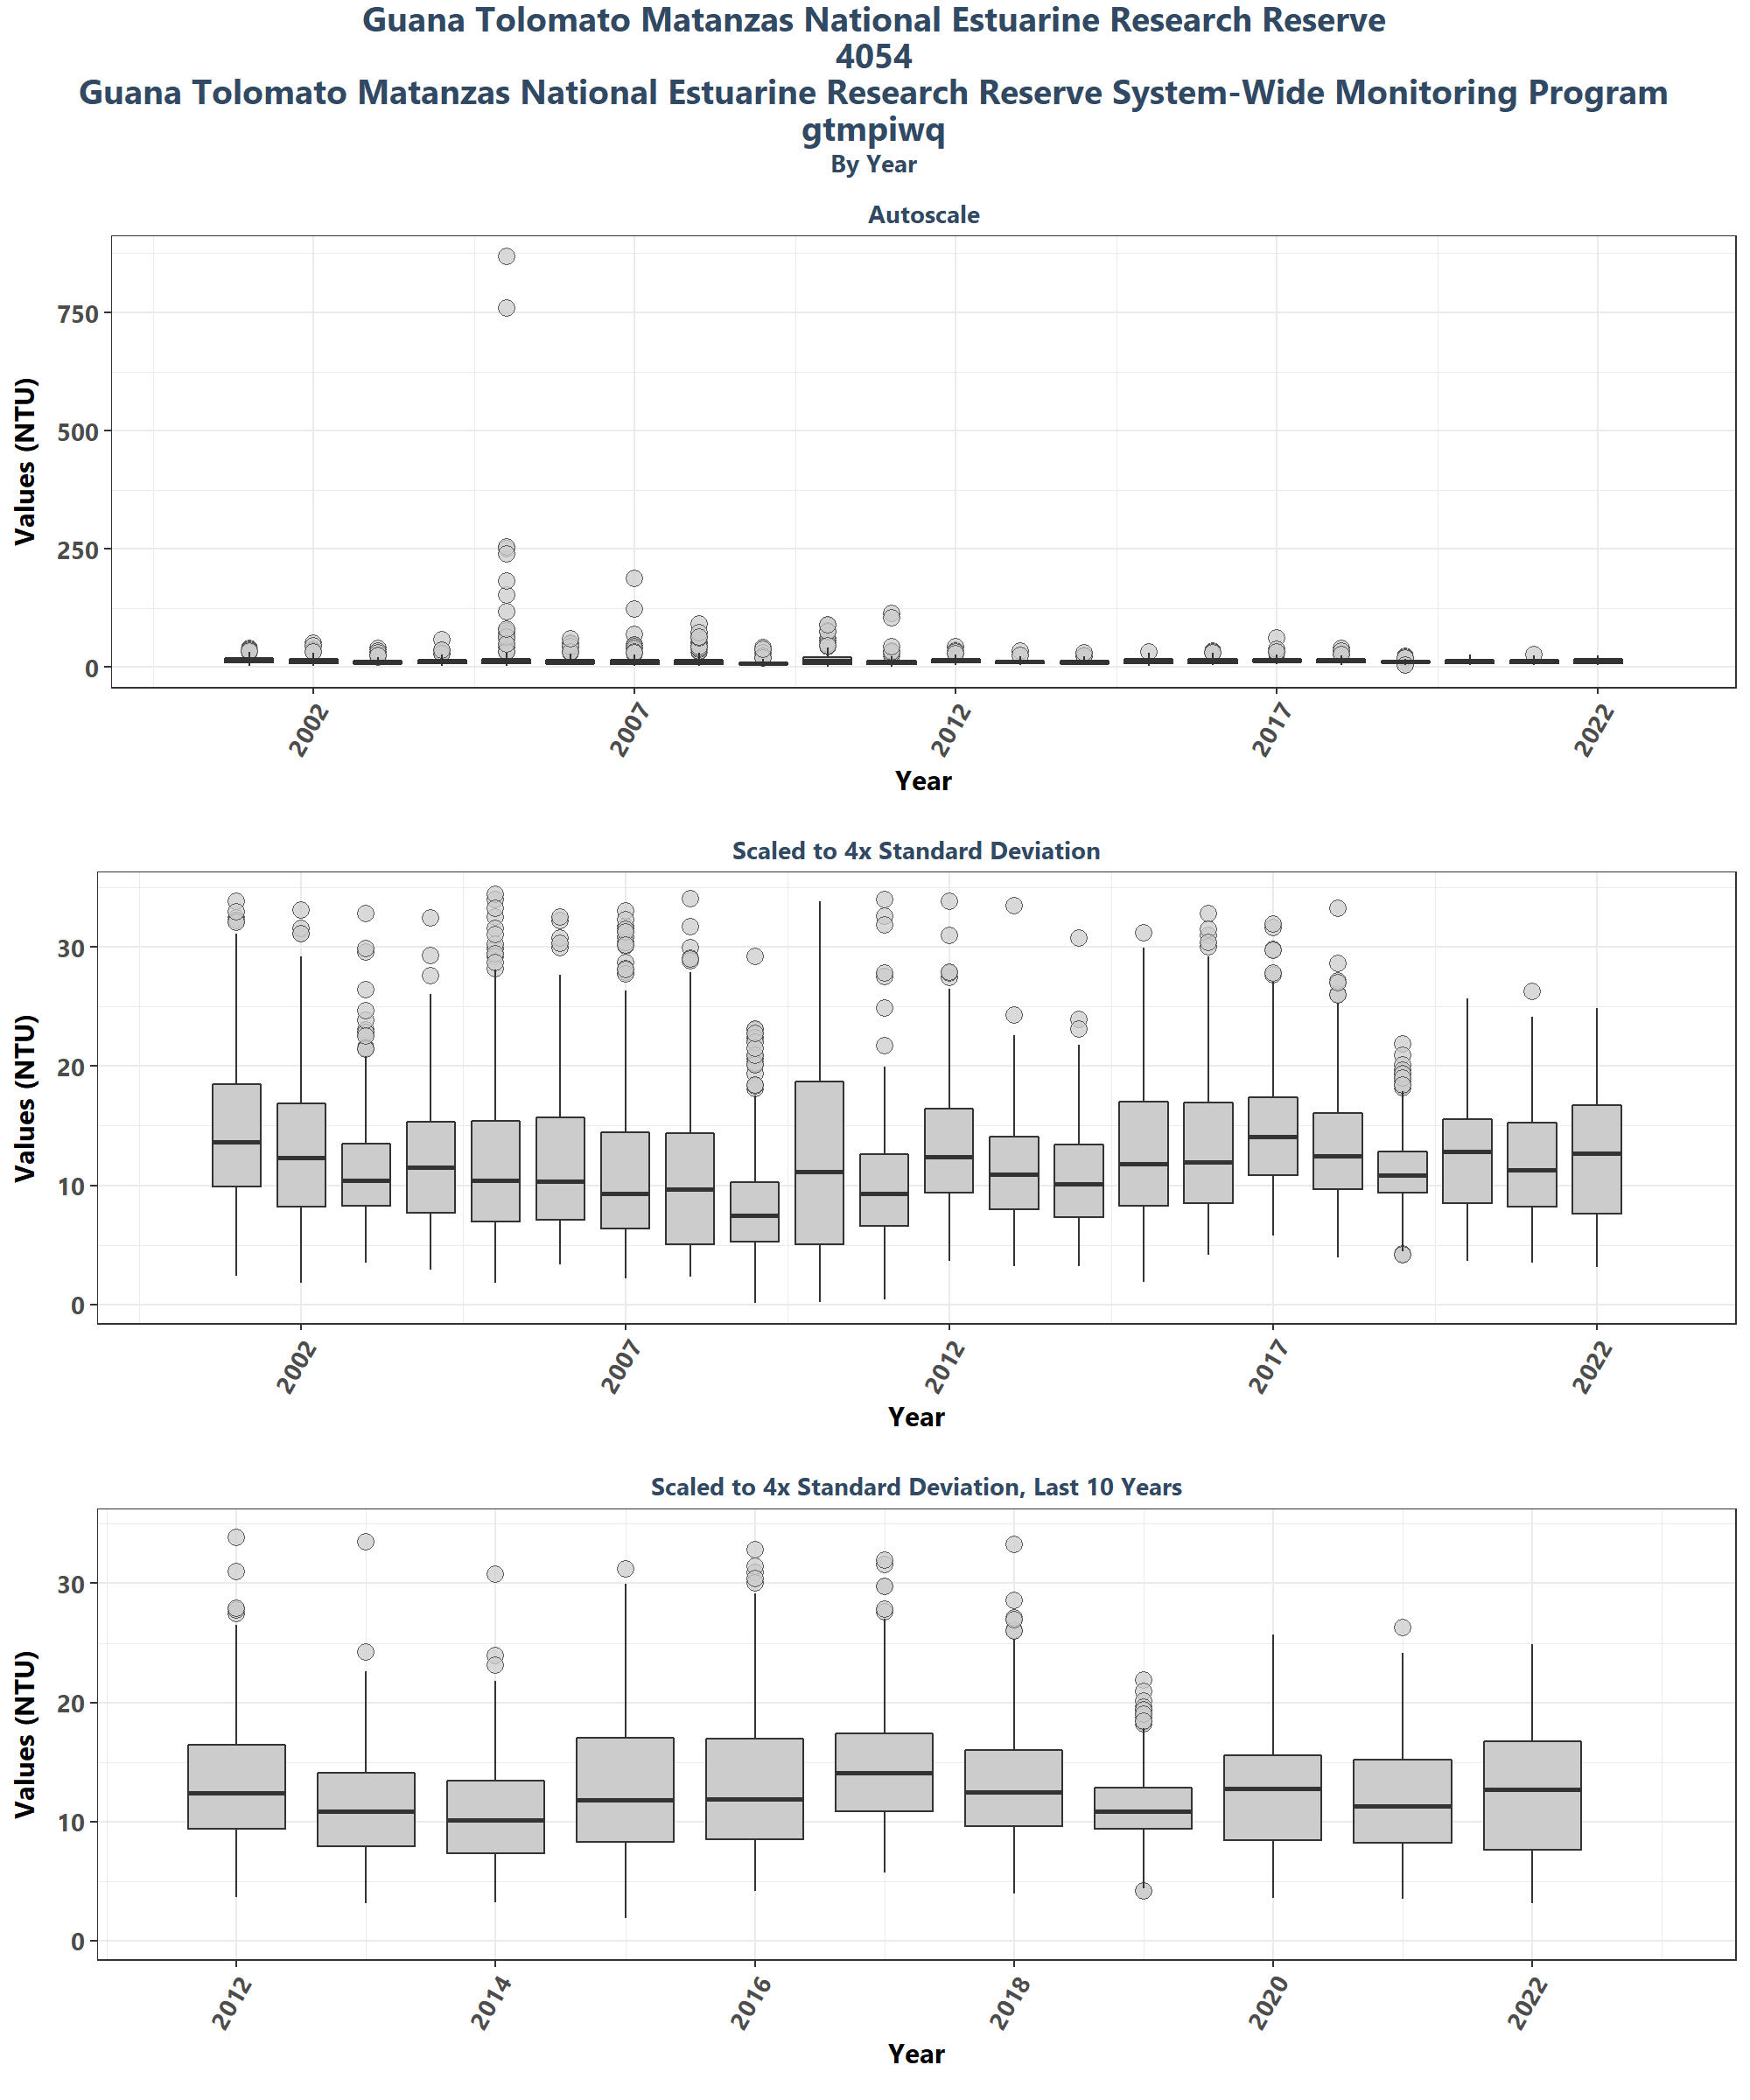 Guana Tolomato Matanzas National Estuarine Research Reserve
4054
Guana Tolomato Matanzas National Estuarine Research Reserve System-Wide Monitoring Program
gtmpiwq
By Year
Autoscale
Values (NTU)
750
500
250
0
2002
2007
2012
2017
2022
Year
Scaled to 4x Standard Deviation
Values (NTU)
30
20
10
0
2002
2007
2012
2017
2022
Year
Scaled to 4x Standard Deviation, Last 10 Years
Values (NTU)
30
20
10
0
2012
2014
2016
2018
2020
2022
Year